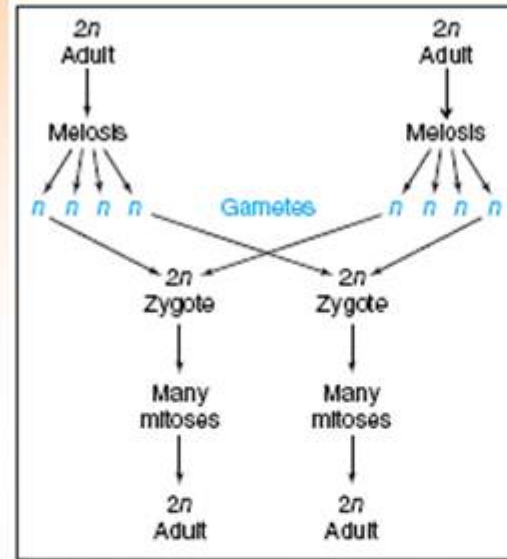 2n 2n
Adult Adult
Meiosis Meiosis
n n n n Gametes n n n n
2n 2n
Zygote Zygote
Many Many
mitoses mitoses
2n 2n
Adult Adult